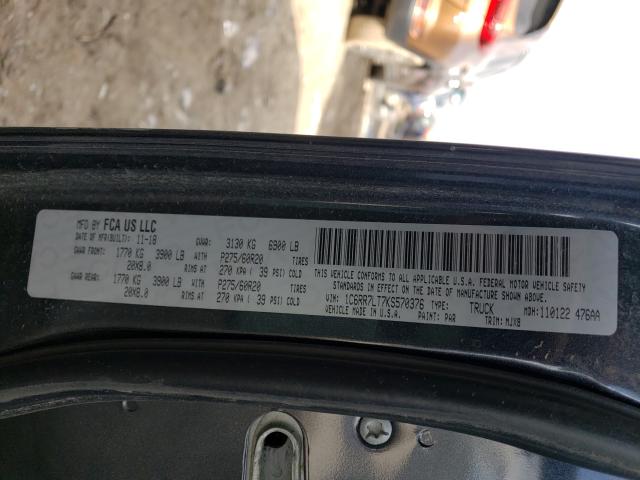 MFD BY FCA US LLC
DATE OF MFR(BUILT): 11-18 GVWR: 3130 KG 6900 LB
GAWR FRONT: 1770 KG 3900 LB WITH P275/60R20 TIRES
20X8.0 RIMS AT 270 KPA ( 39 PSI) COLD
GAWR REAR: 1770 KG 3900 LB WITH P275/60R20 TIRES
20X8.0 RIMS AT 270 KPA ( 39 PSI) COLD
THIS VEHICLE CONFORMS TO ALL APPLICABLE U.S.A. FEDERAL MOTOR VEHICLE SAFETY
STANDARDS IN EFFECT ON THE DATE OF MANUFACTURE SHOWN ABOVE.
VIN: 1C6RR7LT7KS570376 TYPE: TRUCK MDH: 110122 476AA
VEHICLE MADE IN U.S.A. PAINT: PAR TRIM: MJX8